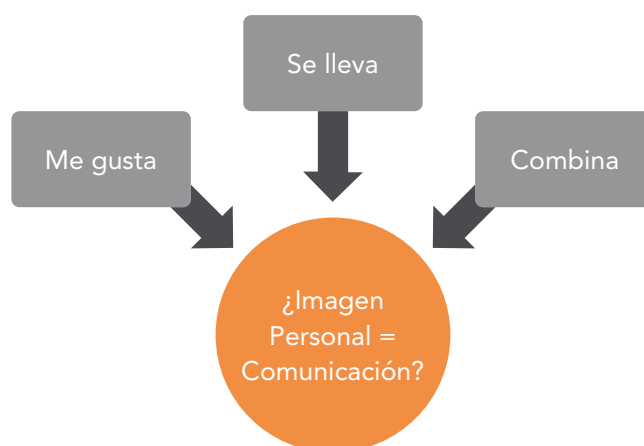 Se lleva
Me gusta
Combina
¿Imagen
Personal =
Comunicación?